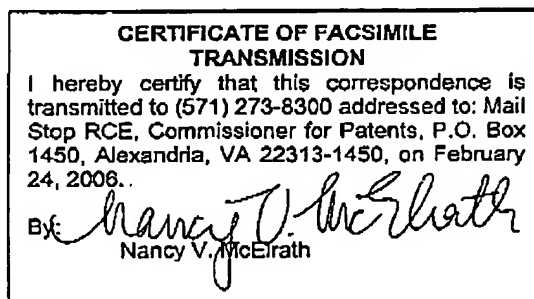 CERTIFICATE OF FACSIMILE
TRANSMISSION
I hereby certify that this correspondence is
transmitted to (571) 273-8300 addressed to: Mail
Stop RCE, Commissioner for Patents, P.O. Box
1450, Alexandria, VA 22313-1450, on February
24, 2006..
By: Nancy V. McElrath
Nancy V. McElrath